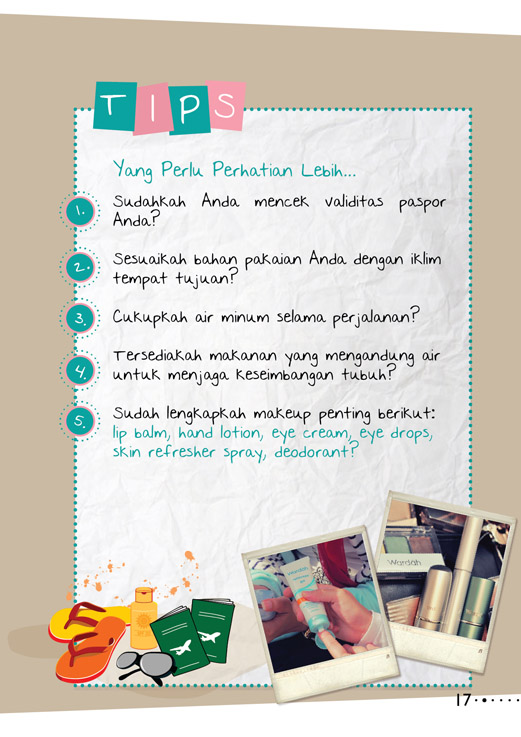 TIPS
Yang Perlu Perhatian Lebih...
1.
Sudahkah Anda mencek validitas paspor
Anda?
2.
Sesuaikah bahan pakaian Anda dengan iklim
tempat tujuan?
3.
Cukupkah air minum selama perjalanan?
4.
Tersediakah makanan yang mengandung air
untuk menjaga keseimbangan tubuh?
5.
Sudah lengkapkah makeup penting berikut:
lip balm, hand lotion, eye cream, eye drops,
skin refresher spray, deodorant?
Wardah
wardah
17